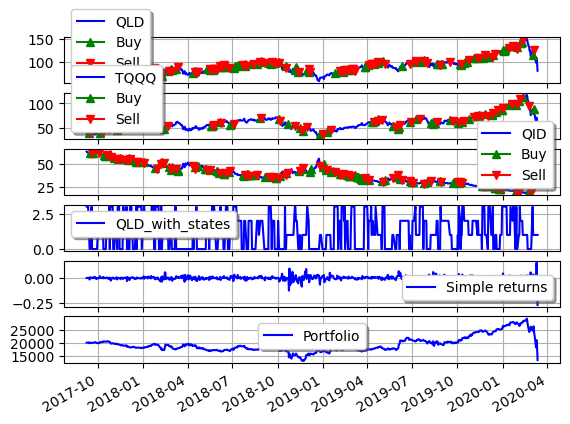 QLD
Buy
Sell
150
100
TQQQ
Buy
Sell
100
50
QID
Buy
Sell
50
25
QLD_with_states
2.5
0.0
Simple returns
0.00
−0.25
Portfolio
25000
20000
15000
2017-10 2018-01 2018-04 2018-07 2018-10 2019-01 2019-04 2019-07 2019-10 2020-01 2020-04